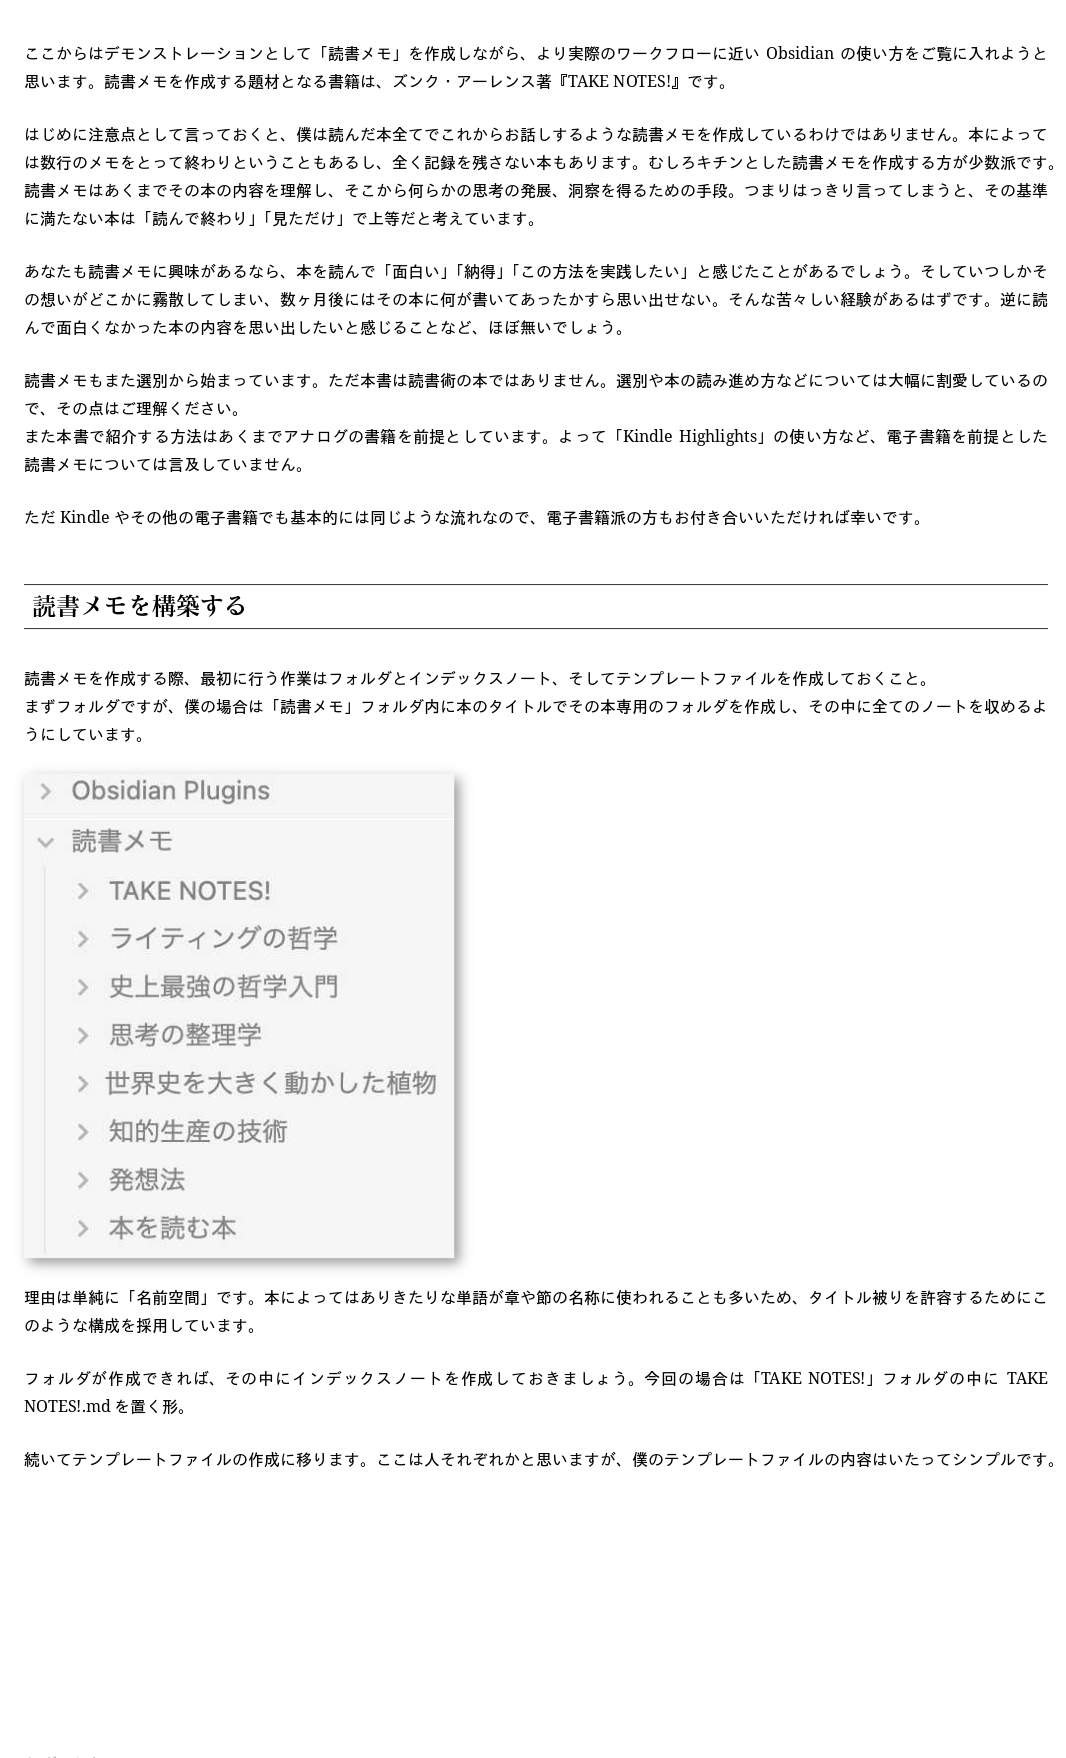 ここからはデモンストレーションとして「読書メモ」を作成しながら、より実際のワークフローに近い Obsidian の使い方をご覧に入れようと
思います。読書メモを作成する題材となる書籍は、ズンク・アーレンス著『TAKE NOTES!』です。
はじめに注意点として言っておくと、僕は読んだ本全てでこれからお話しするような読書メモを作成しているわけではありません。本によって
は数行のメモをとって終わりということもあるし、全く記録を残さない本もあります。むしろキチンとした読書メモを作成する方が少数派です。
読書メモはあくまでその本の内容を理解し、そこから何らかの思考の発展、洞察を得るための手段。つまりはっきり言ってしまうと、その基準
に満たない本は「読んで終わり」「見ただけ」で上等だと考えています。
あなたも読書メモに興味があるなら、本を読んで「面白い」「納得」「この方法を実践したい」と感じたことがあるでしょう。そしていつしかそ
の想いがどこかに霧散してしまい、数ヶ月後にはその本に何が書いてあったかすら思い出せない。そんな苦々しい経験があるはずです。逆に読
んで面白くなかった本の内容を思い出したいと感じることなど、ほぼ無いでしょう。
読書メモもまた選別から始まっています。ただ本書は読書術の本ではありません。選別や本の読み進め方などについては大幅に割愛しているの
で、その点はご理解ください。
また本書で紹介する方法はあくまでアナログの書籍を前提としています。よって「Kindle Highlights」の使い方など、電子書籍を前提とした
読書メモについては言及していません。
ただ Kindle やその他の電子書籍でも基本的には同じような流れなので、電子書籍派の方もお付き合いいただければ幸いです。
読書メモを構築する
読書メモを作成する際、最初に行う作業はフォルダとインデックスノート、そしてテンプレートファイルを作成しておくこと。
まずフォルダですが、僕の場合は「読書メモ」フォルダ内に本のタイトルでその本専用のフォルダを作成し、その中に全てのノートを収めるよ
うにしています。
Obsidian Plugins
読書メモ
TAKE NOTES!
ライティングの哲学
史上最強の哲学入門
思考の整理学
世界史を大きく動かした植物
知的生産の技術
発想法
本を読む本
理由は単純に「名前空間」です。本によってはありきたりな単語が章や節の名称に使われることも多いため、タイトル被りを許容するためにこ
のような構成を採用しています。
フォルダが作成できれば、その中にインデックスノートを作成しておきましょう。今回の場合は「TAKE NOTES!」フォルダの中に TAKE
NOTES!.md を置く形。
続いてテンプレートファイルの作成に移ります。ここは人それぞれかと思いますが、僕のテンプレートファイルの内容はいたってシンプルです。